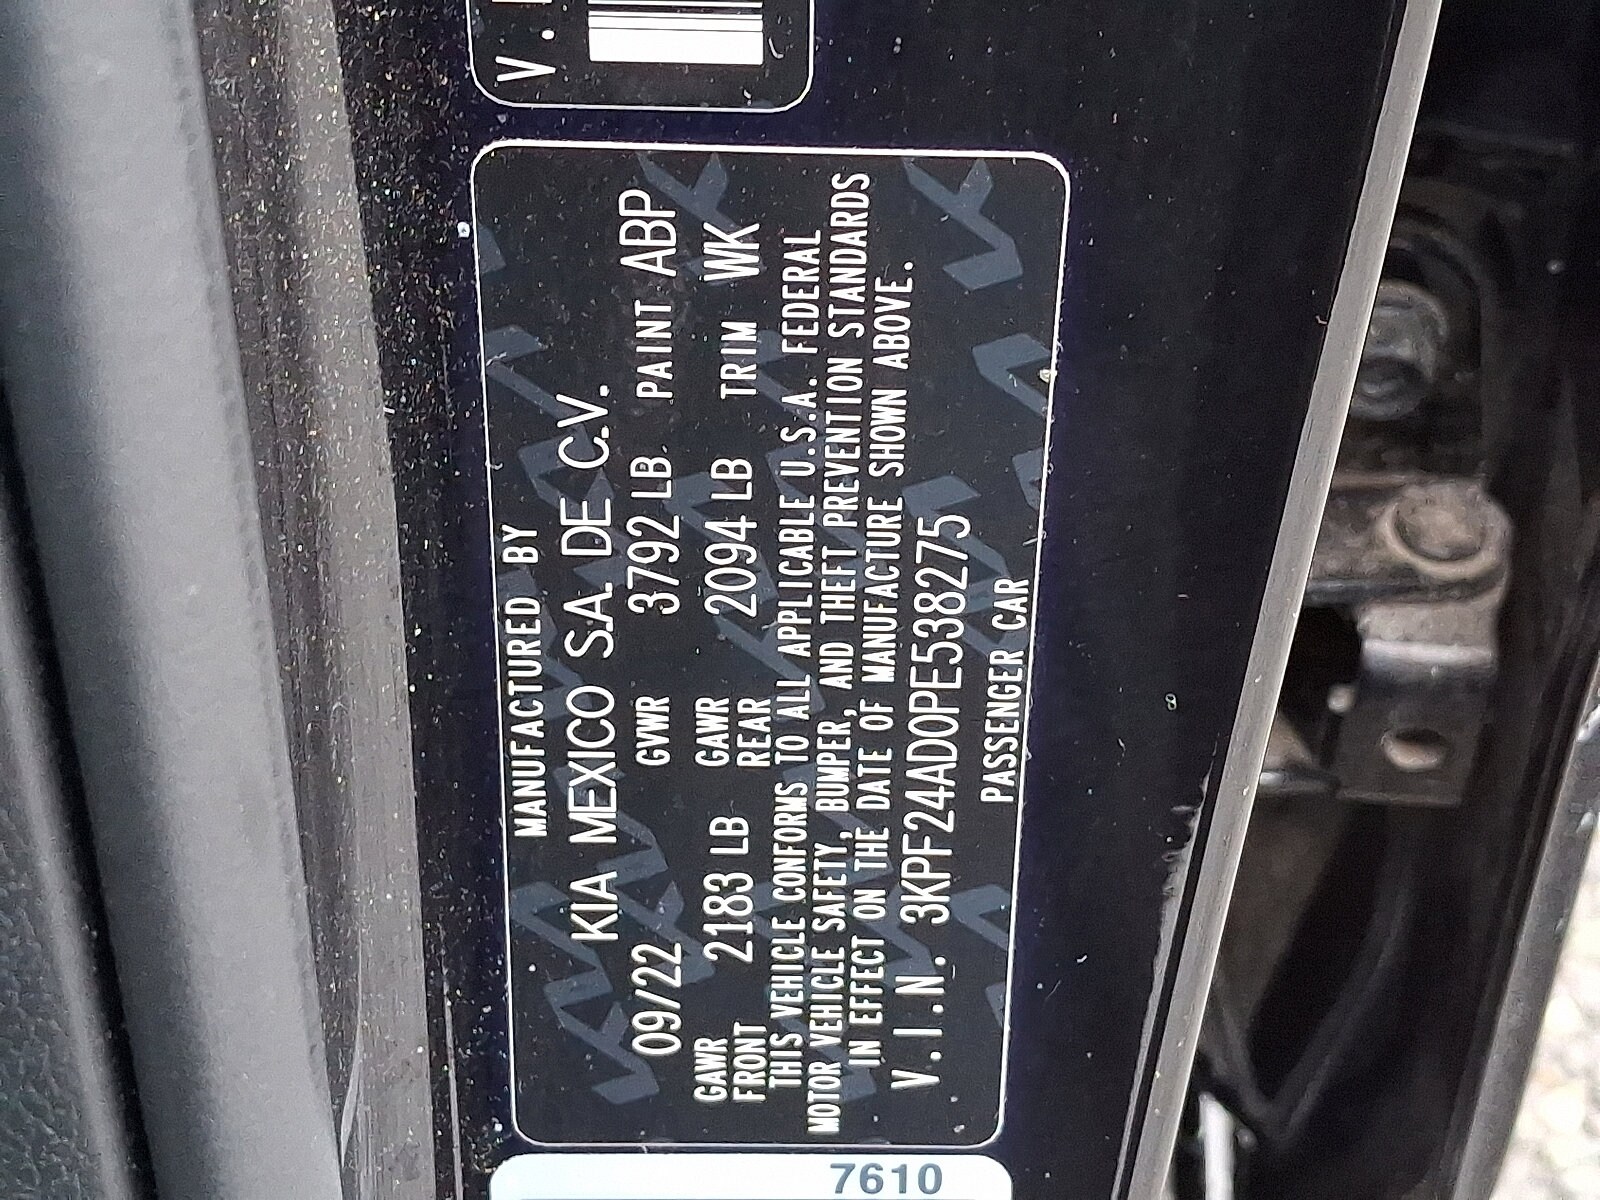 MANUFACTURED BY
KIA MEXICO S.A. DE C.V.
09/22 GVWR 3792 LB PAINT ABP
GAWR FRONT 2183 LB GAWR REAR 2094 LB TRIM WK
THIS VEHICLE CONFORMS TO ALL APPLICABLE U.S.A. FEDERAL
MOTOR VEHICLE SAFETY, BUMPER, AND THEFT PREVENTION STANDARDS
IN EFFECT ON THE DATE OF MANUFACTURE SHOWN ABOVE.
V.I.N. 3KPF24AD0PE538275
PASSENGER CAR
V.
7610